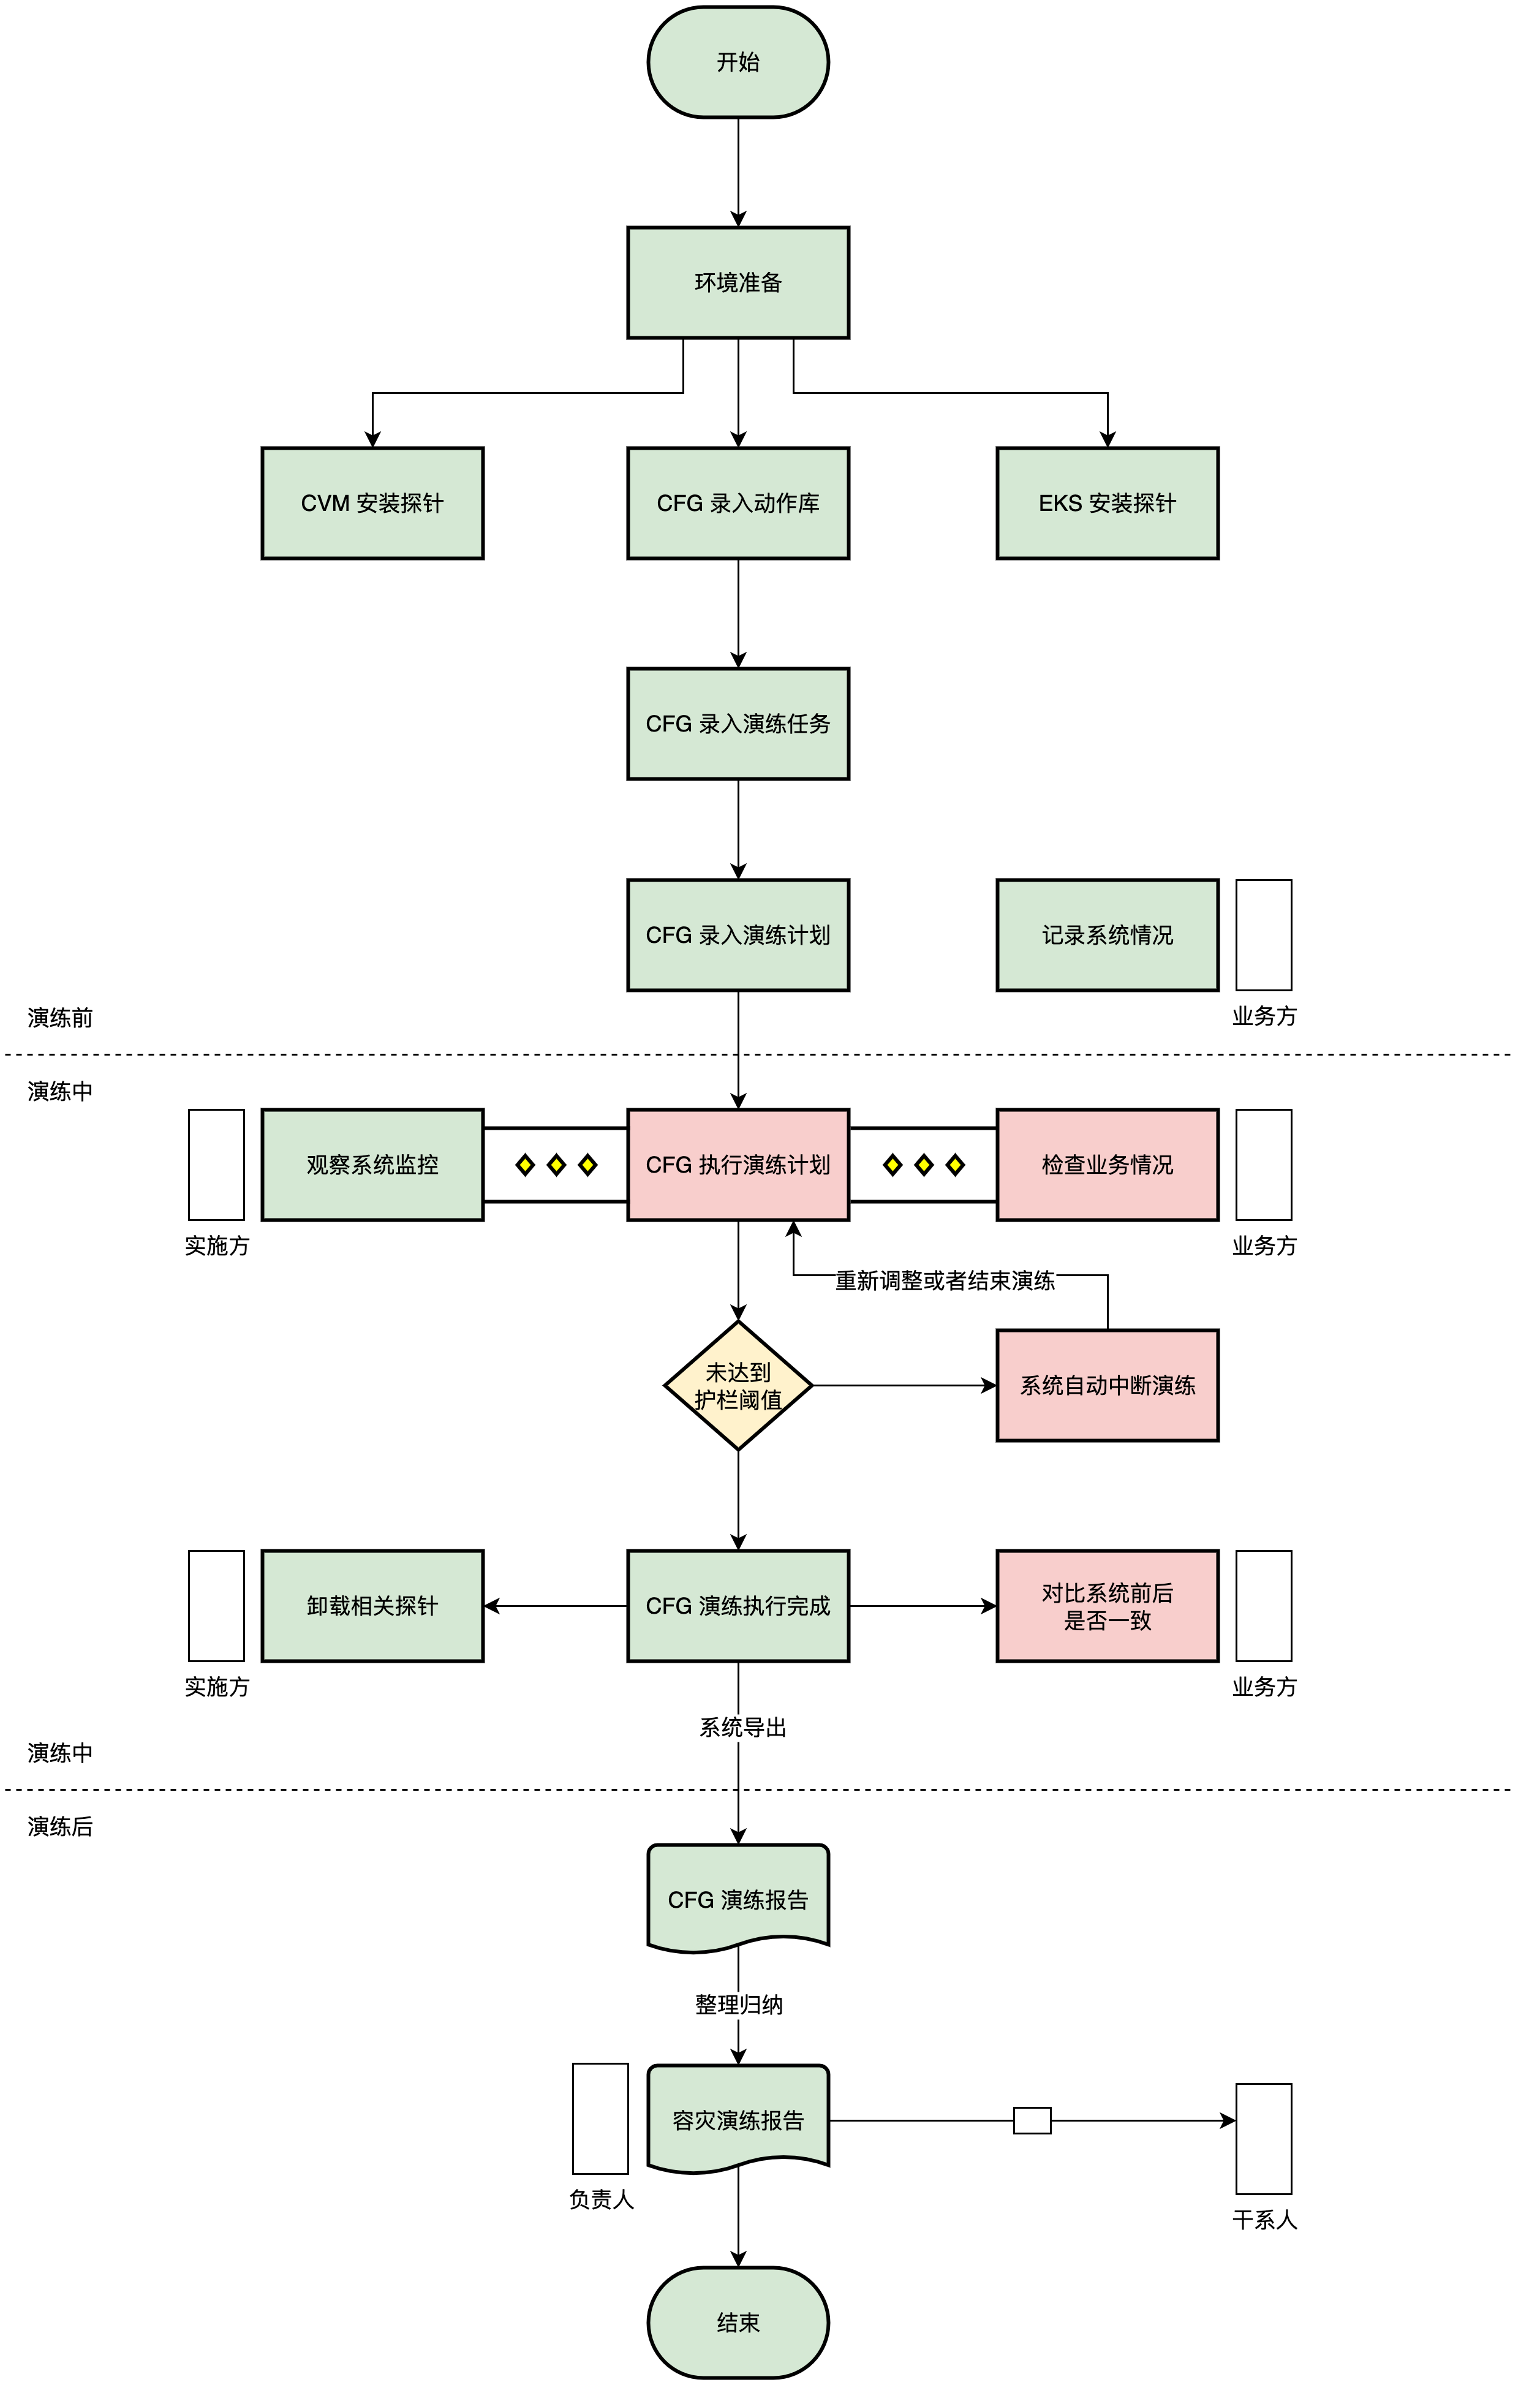 开始
环境准备
CVM 安装探针
CFG 录入动作库
EKS 安装探针
CFG 录入演练任务
CFG 录入演练计划
记录系统情况
业务方
演练前
演练中
观察系统监控
CFG 执行演练计划
检查业务情况
实施方
业务方
重新调整或者结束演练
未达到
护栏阈值
系统自动中断演练
卸载相关探针
CFG 演练执行完成
对比系统前后
是否一致
实施方
业务方
系统导出
演练中
演练后
CFG 演练报告
整理归纳
容灾演练报告
负责人
干系人
结束